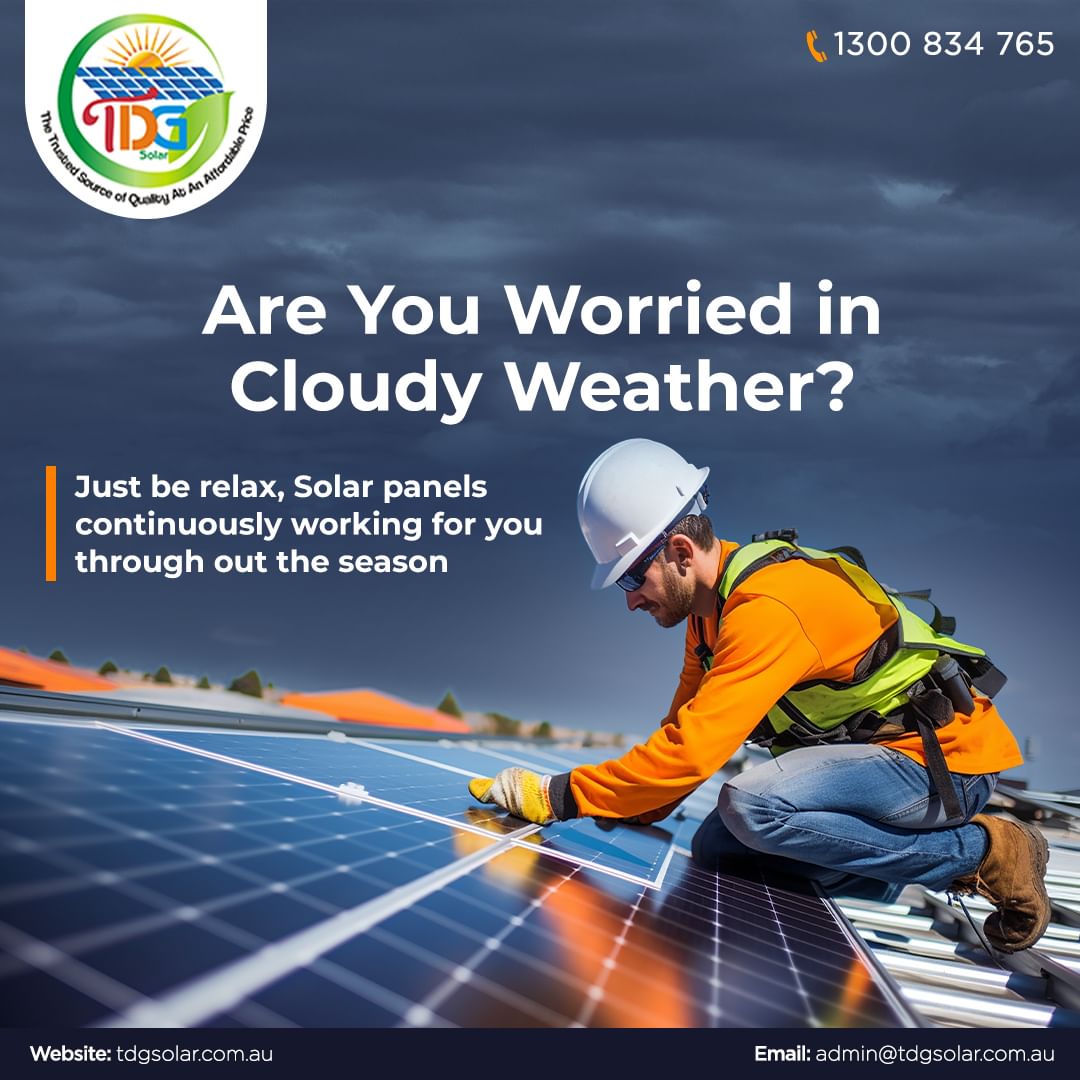 TDG
Solar
The Trusted Source of Quality At An Affordable Price
1300 834 765
Are You Worried in
Cloudy Weather?
Just be relax, Solar panels
continuously working for you
through out the season
Website: tdgsolar.com.au
Email: admin@tdgsolar.com.au